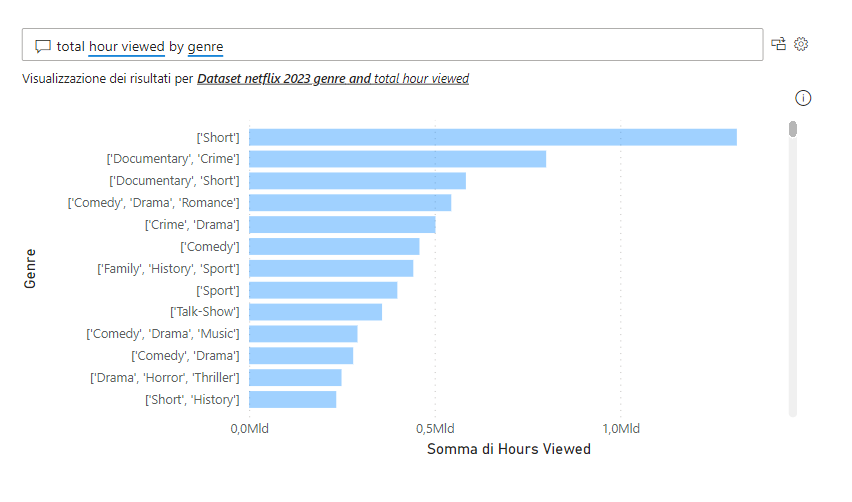 total hour viewed by genre
Visualizzazione dei risultati per Dataset netflix 2023 genre and total hour viewed
['Short']
['Documentary', 'Crime']
['Documentary', 'Short']
['Comedy', 'Drama', 'Romance']
['Crime', 'Drama']
['Comedy']
['Family', 'History', 'Sport']
['Sport']
['Talk-Show']
['Comedy', 'Drama', 'Music']
['Comedy', 'Drama']
['Drama', 'Horror', 'Thriller']
['Short', 'History']
Genre
0,0Mld 0,5Mld 1,0Mld
Somma di Hours Viewed